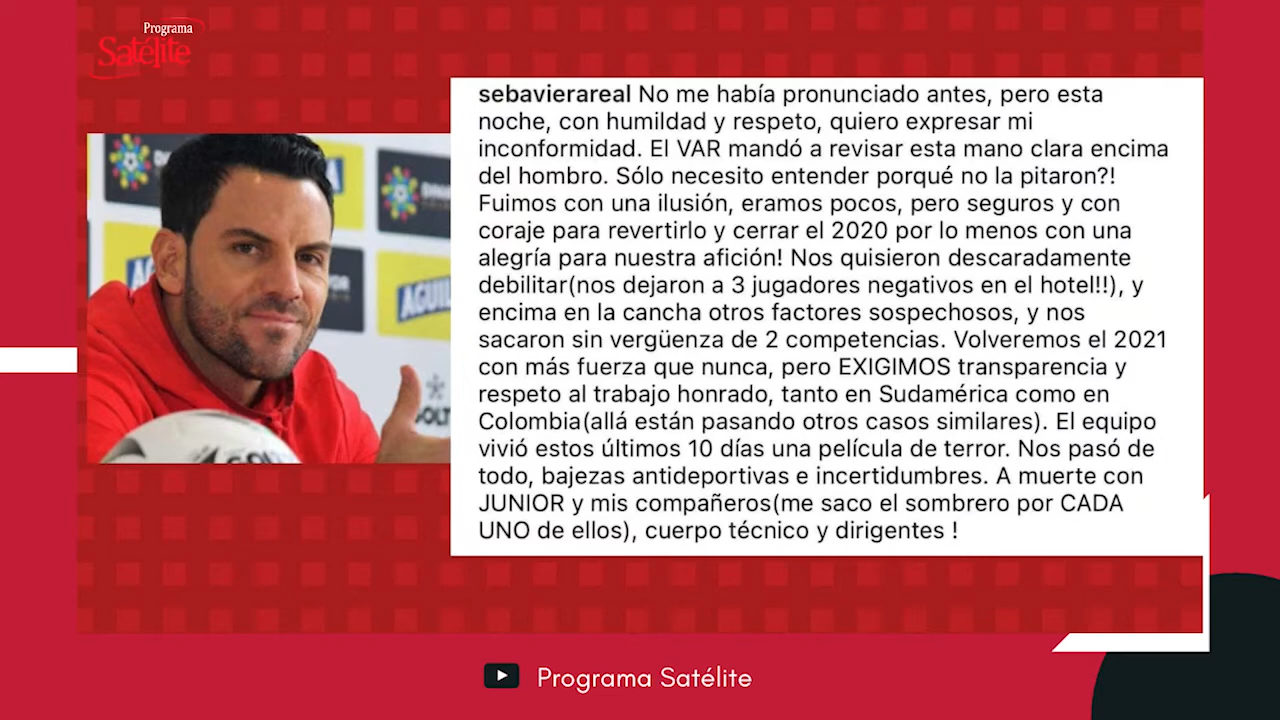 Programa
Satélite
sebavierareal No me había pronunciado antes, pero esta
noche, con humildad y respeto, quiero expresar mi
inconformidad. El VAR mandó a revisar esta mano clara encima
del hombro. Sólo necesito entender porqué no la pitaron?!
Fuimos con una ilusión, eramos pocos, pero seguros y con
coraje para revertirlo y cerrar el 2020 por lo menos con una
alegría para nuestra afición! Nos quisieron descaradamente
debilitar(nos dejaron a 3 jugadores negativos en el hotel!!), y
encima en la cancha otros factores sospechosos, y nos
sacaron sin vergüenza de 2 competencias. Volveremos el 2021
con más fuerza que nunca, pero EXIGIMOS transparencia y
respeto al trabajo honrado, tanto en Sudamérica como en
Colombia(allá están pasando otros casos similares). El equipo
vivió estos últimos 10 días una película de terror. Nos pasó de
todo, bajezas antideportivas e incertidumbres. A muerte con
JUNIOR y mis compañeros(me saco el sombrero por CADA
UNO de ellos), cuerpo técnico y dirigentes !
Programa Satélite